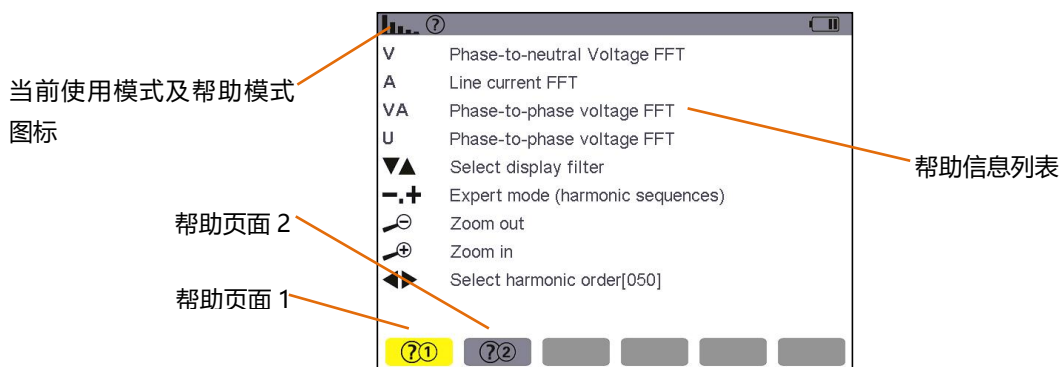 ?
V Phase-to-neutral Voltage FFT
A Line current FFT
VA Phase-to-phase voltage FFT
U Phase-to-phase voltage FFT
▼▲ Select display filter
−.+ Expert mode (harmonic sequences)
Zoom out
Zoom in
◀▶ Select harmonic order[050]
?① ?②
当前使用模式及帮助模式
图标
帮助页面 2
帮助页面 1
帮助信息列表